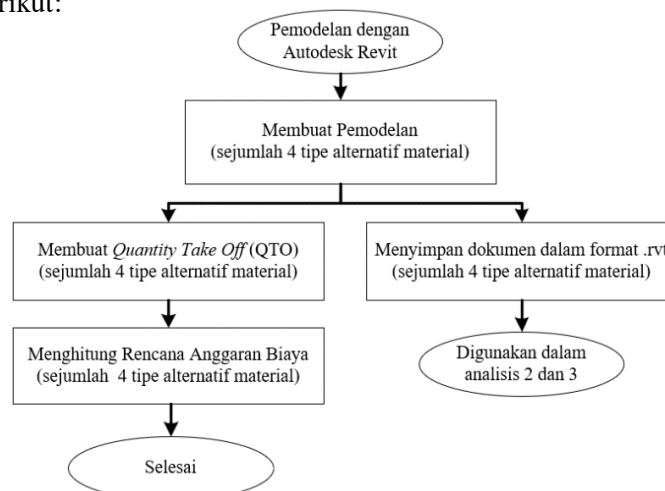 rikut:
Pemodelan dengan
Autodesk Revit
Membuat Pemodelan
(sejumlah 4 tipe alternatif material)
Membuat Quantity Take Off (QTO)
(sejumlah 4 tipe alternatif material)
Menyimpan dokumen dalam format .rvt
(sejumlah 4 tipe alternatif material)
Menghitung Rencana Anggaran Biaya
(sejumlah 4 tipe alternatif material)
Digunakan dalam
analisis 2 dan 3
Selesai